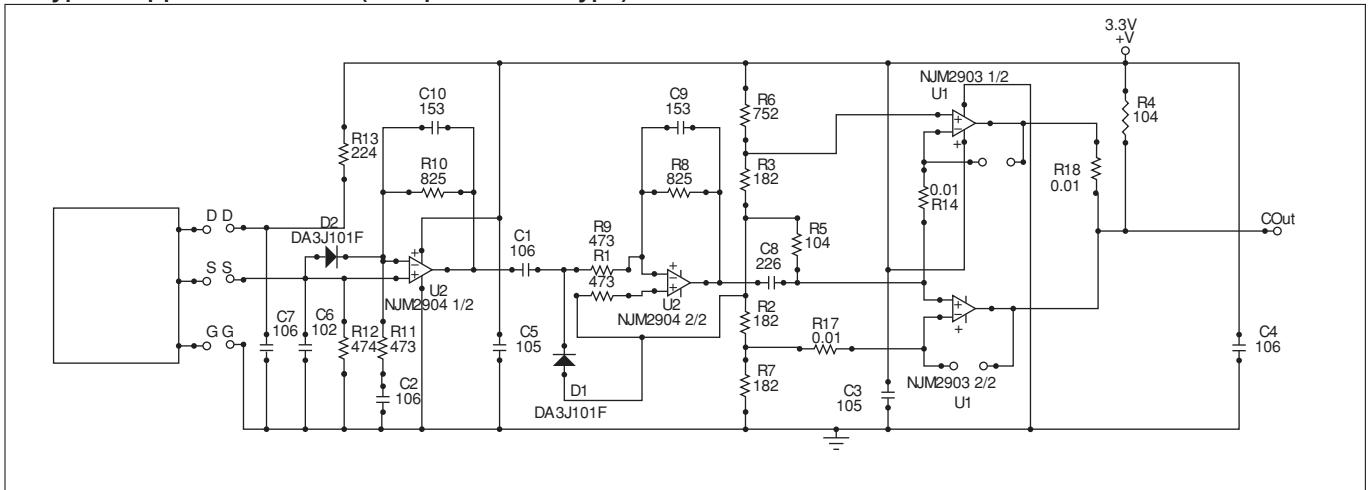 3.3V
+V
NJM2903 1/2
U1
C10
153
C9
153
R6
752
R4
104
R13
224
R10
825
R8
825
R3
182
R18
0.01
0.01
R14
D D
D2
DA3J101F
C1
106
R9
473
R1
473
R5
104
C8
226
COut
S S
U2
NJM2904 1/2
U2
NJM2904 2/2
R2
182
R17
0.01
G G
C7
106
C6
102
R12
474
R11
473
C5
105
C4
106
NJM2903 2/2
U1
R7
182
C2
106
D1
DA3J101F
C3
105